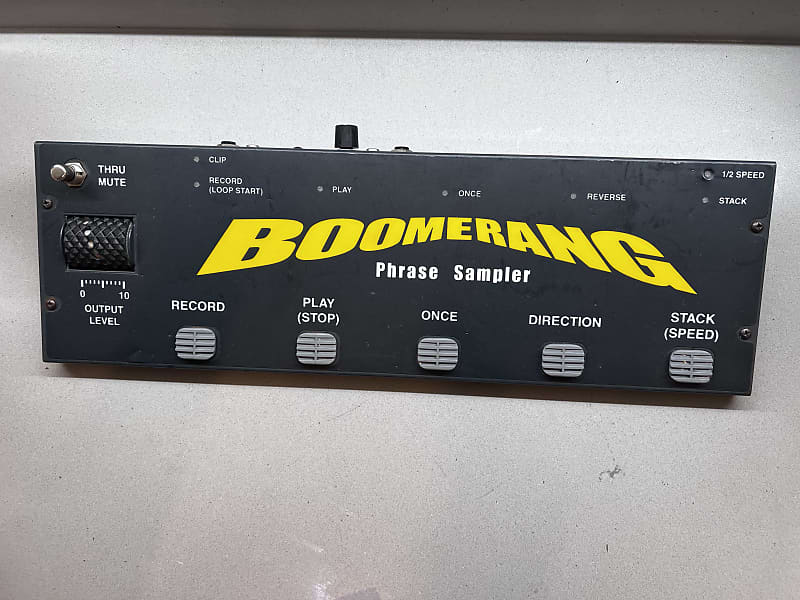 THRU
MUTE
CLIP
RECORD
(LOOP START)
PLAY
ONCE
REVERSE
1/2 SPEED
STACK
BOOMERANG
Phrase Sampler
0 10
OUTPUT
LEVEL
RECORD
PLAY
(STOP)
ONCE
DIRECTION
STACK
(SPEED)